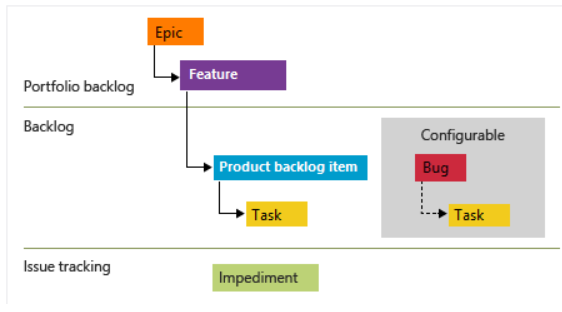 Epic
Feature
Portfolio backlog
Backlog
Configurable
Product backlog item
Bug
Task
Task
Issue tracking
Impediment